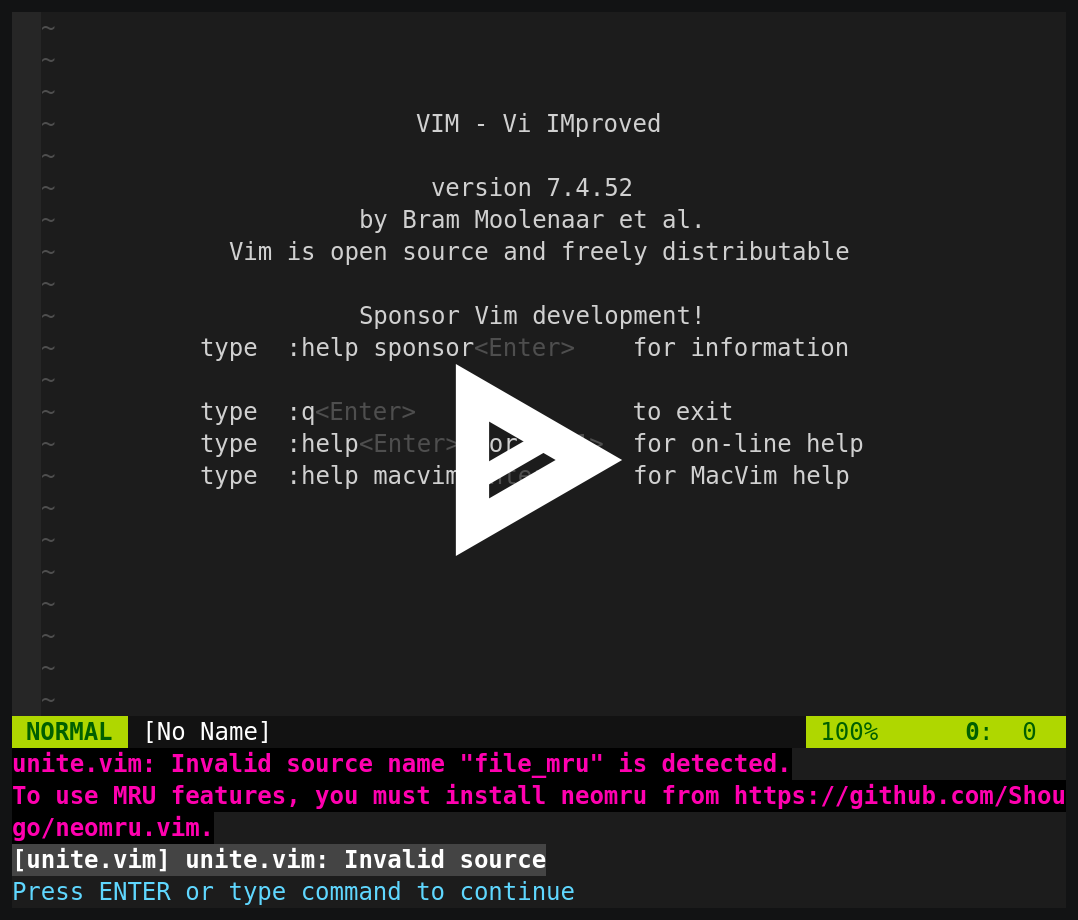 ~
~
~
~ VIM - Vi IMproved
~
~ version 7.4.52
~ by Bram Moolenaar et al.
~ Vim is open source and freely distributable
~
~ Sponsor Vim development!
~ type :help sponsor<Enter> for information
~
~ type :q<Enter> to exit
~ type :help<Enter> or for on-line help
~ type :help macvim for MacVim help
~
~
~
~
~
~
~
NORMAL [No Name] 100% 0: 0
unite.vim: Invalid source name "file_mru" is detected.
To use MRU features, you must install neomru from https://github.com/Shou
go/neomru.vim.
[unite.vim] unite.vim: Invalid source
Press ENTER or type command to continue